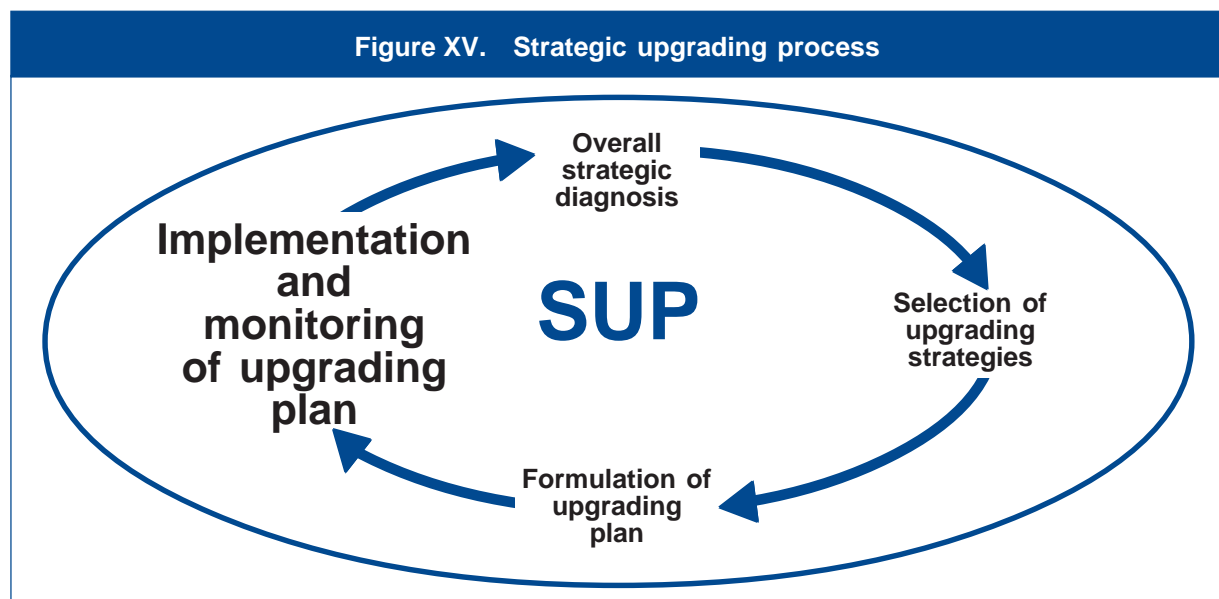 Figure XV. Strategic upgrading process
Overall
strategic
diagnosis
Implementation
and
monitoring
of upgrading
plan
SUP
Selection of
upgrading
strategies
Formulation of
upgrading
plan